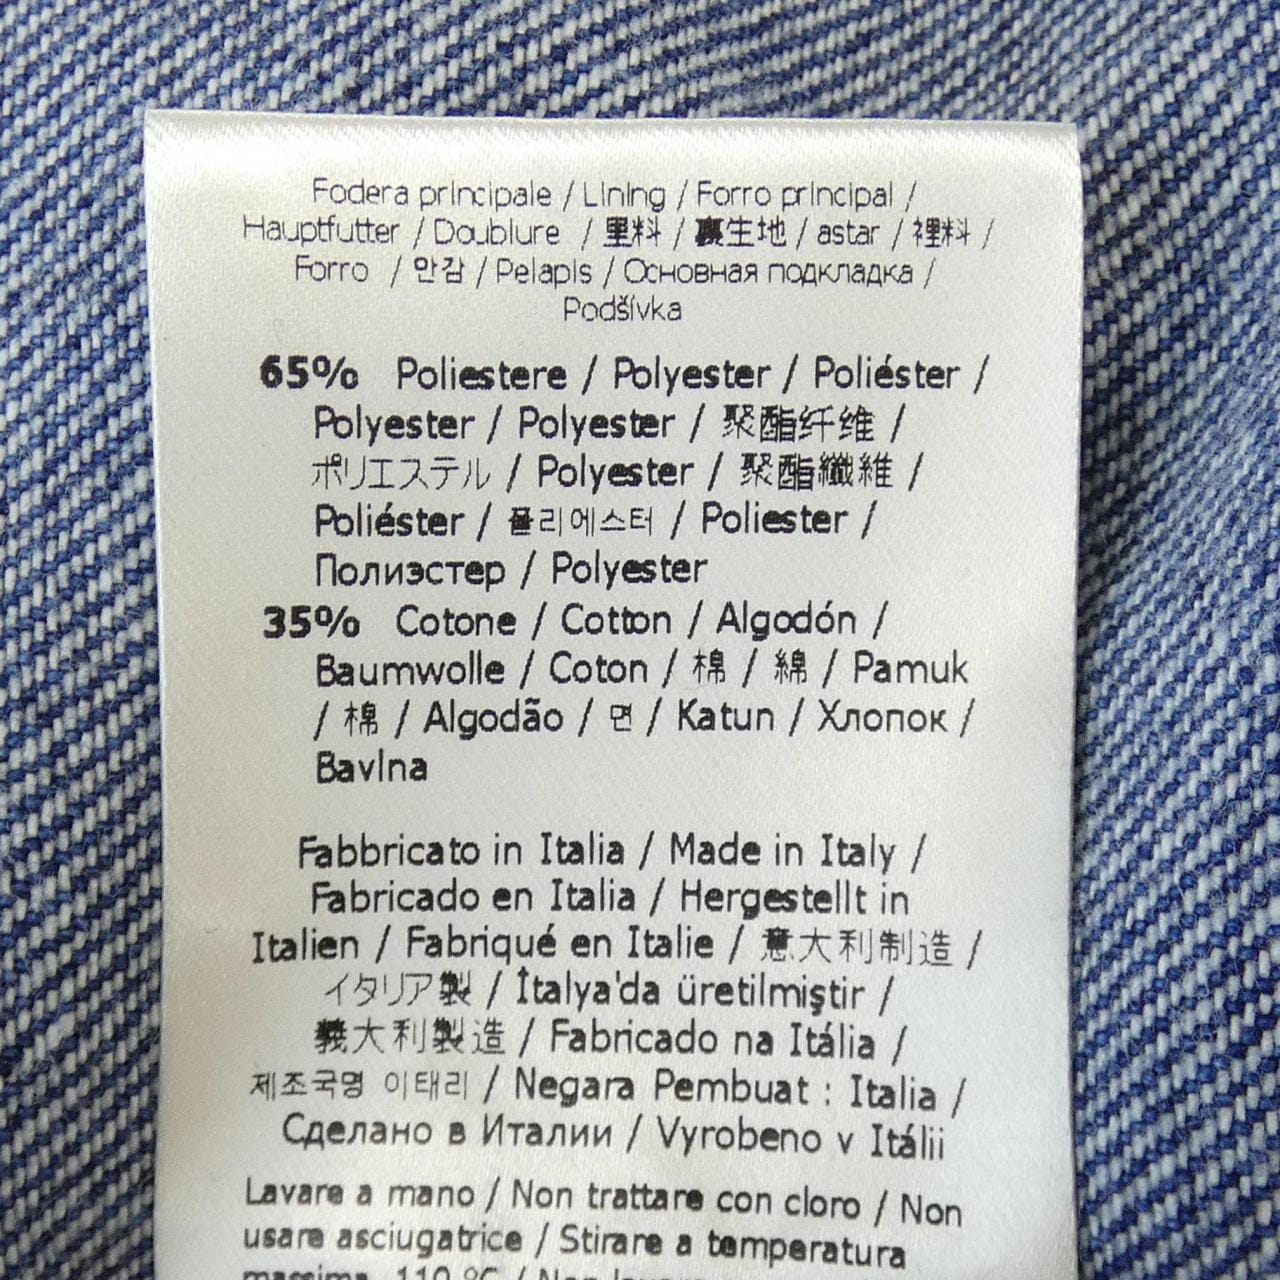 Fodera principale / Lining / Forro principal /
Hauptfutter / Doublure / 里料 / 裏生地 / astar / 裡料 /
Forro / 안감 / Pelapis / Основная подкладка /
Podšívka
65% Poliestere / Polyester / Poliéster /
Polyester / Polyester / 聚酯纤维 /
ポリエステル / Polyester / 聚酯纖維 /
Poliéster / 폴리에스터 / Poliester /
Полиэстер / Polyester
35% Cotone / Cotton / Algodón /
Baumwolle / Coton / 棉 / 綿 / Pamuk
/ 棉 / Algodão / 면 / Katun / Хлопок /
Bavlna
Fabbricato in Italia / Made in Italy /
Fabricado en Italia / Hergestellt in
Italien / Fabriqué en Italie / 意大利制造 /
イタリア製 / İtalya'da üretilmiştir /
義大利製造 / Fabricado na Itália /
제조국명 이태리 / Negara Pembuat : Italia /
Сделано в Италии / Vyrobeno v Itálii
Lavare a mano / Non trattare con cloro / Non
usare asciugatrice / Stirare a temperatura
massima 110 °C / Non lavare